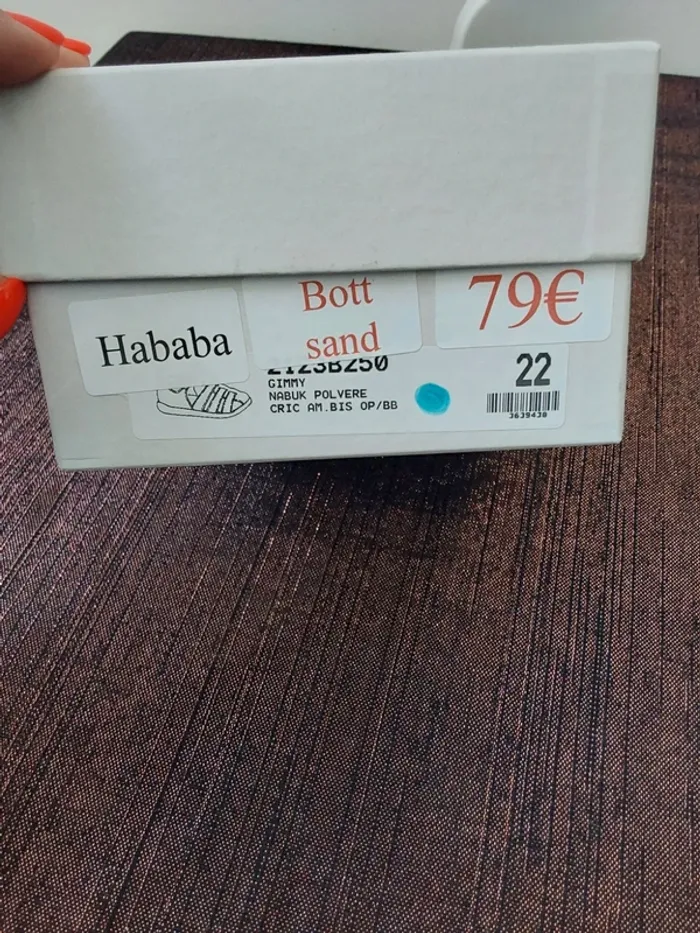 Hababa
Bott
sand
79€
2123B250
GIMMY
NABUK POLVERE
CRIC AM.BIS OP/BB
22
3639438